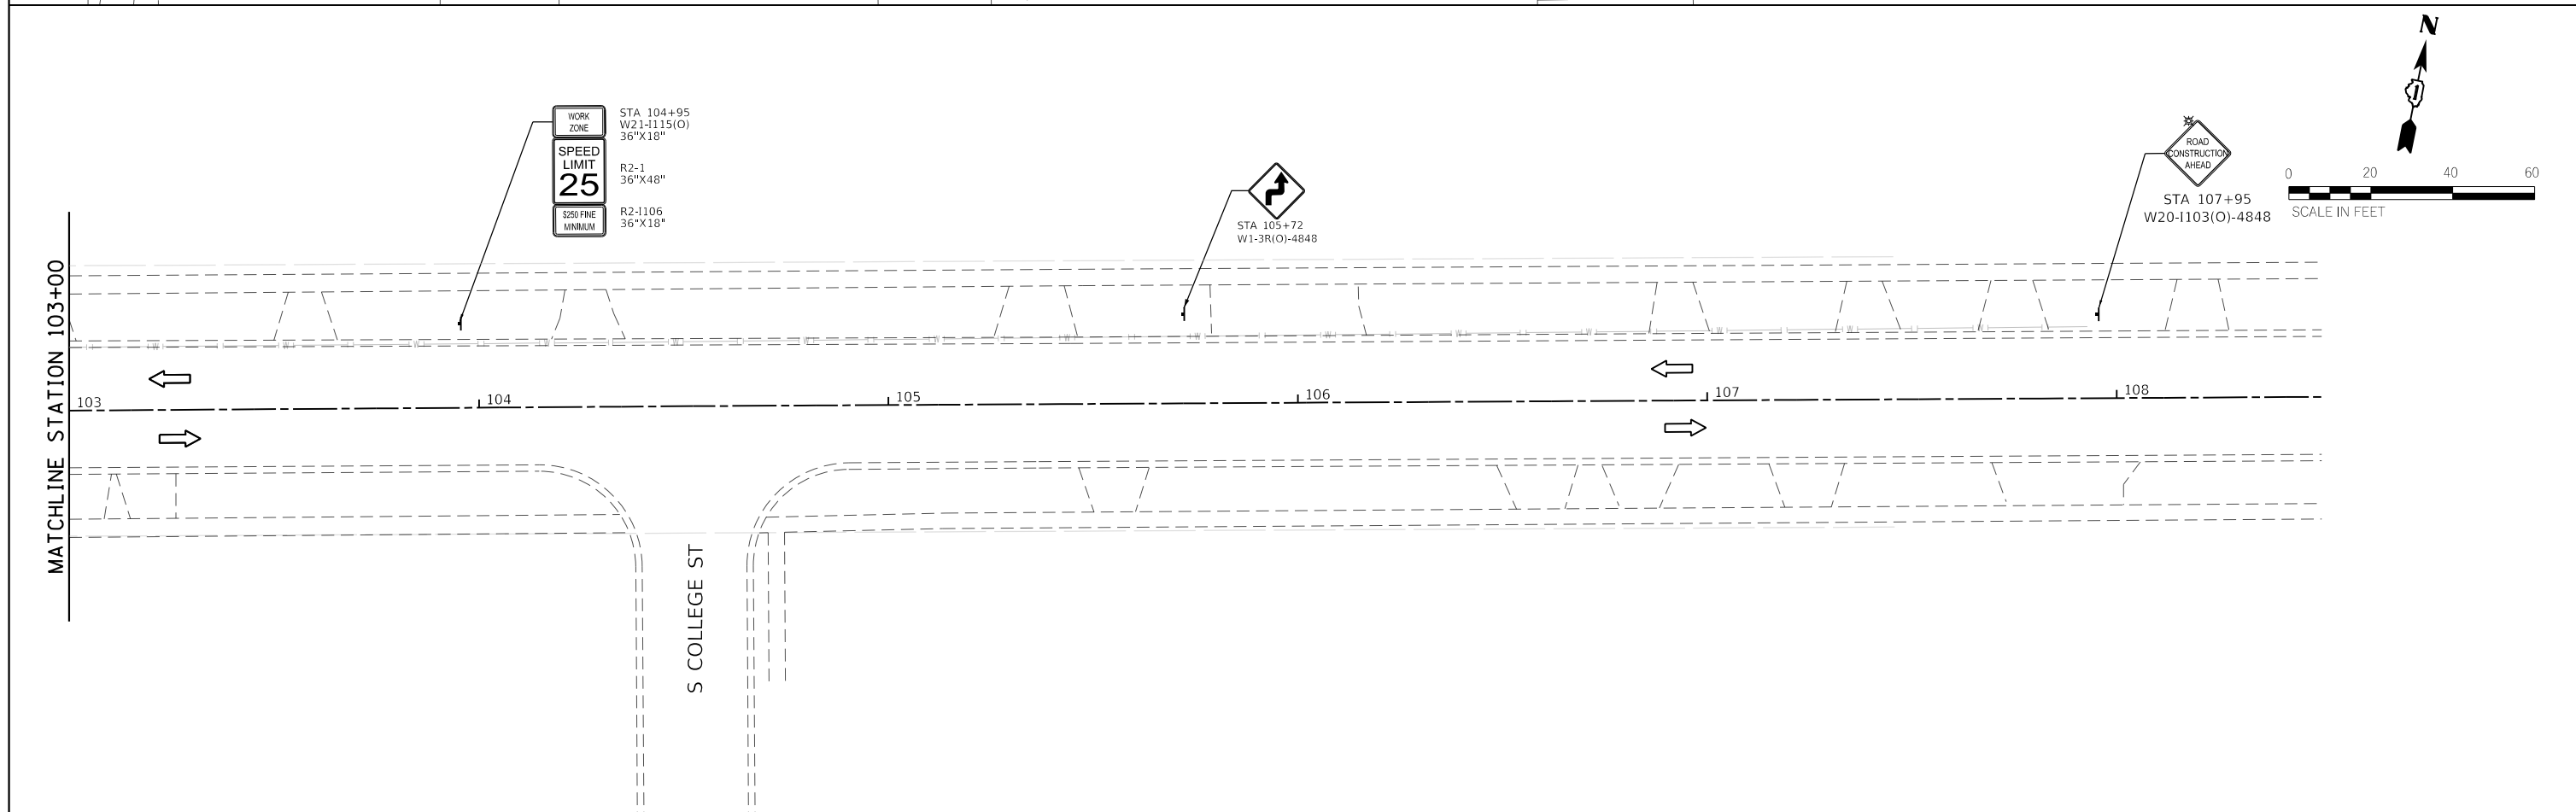 N
WORK
ZONE
STA 104+95
W21-I115(O)
36"X18"
SPEED
LIMIT
25
R2-1
36"X48"
$250 FINE
MINIMUM
R2-I106
36"X18"
STA 105+72
W1-3R(O)-4848
ROAD
CONSTRUCTION
AHEAD
STA 107+95
W20-I103(O)-4848
0 20 40 60
SCALE IN FEET
MATCHLINE STATION 103+00
W W W W W W W W W W W W W W W
103 104 105 106 107 108
S COLLEGE ST